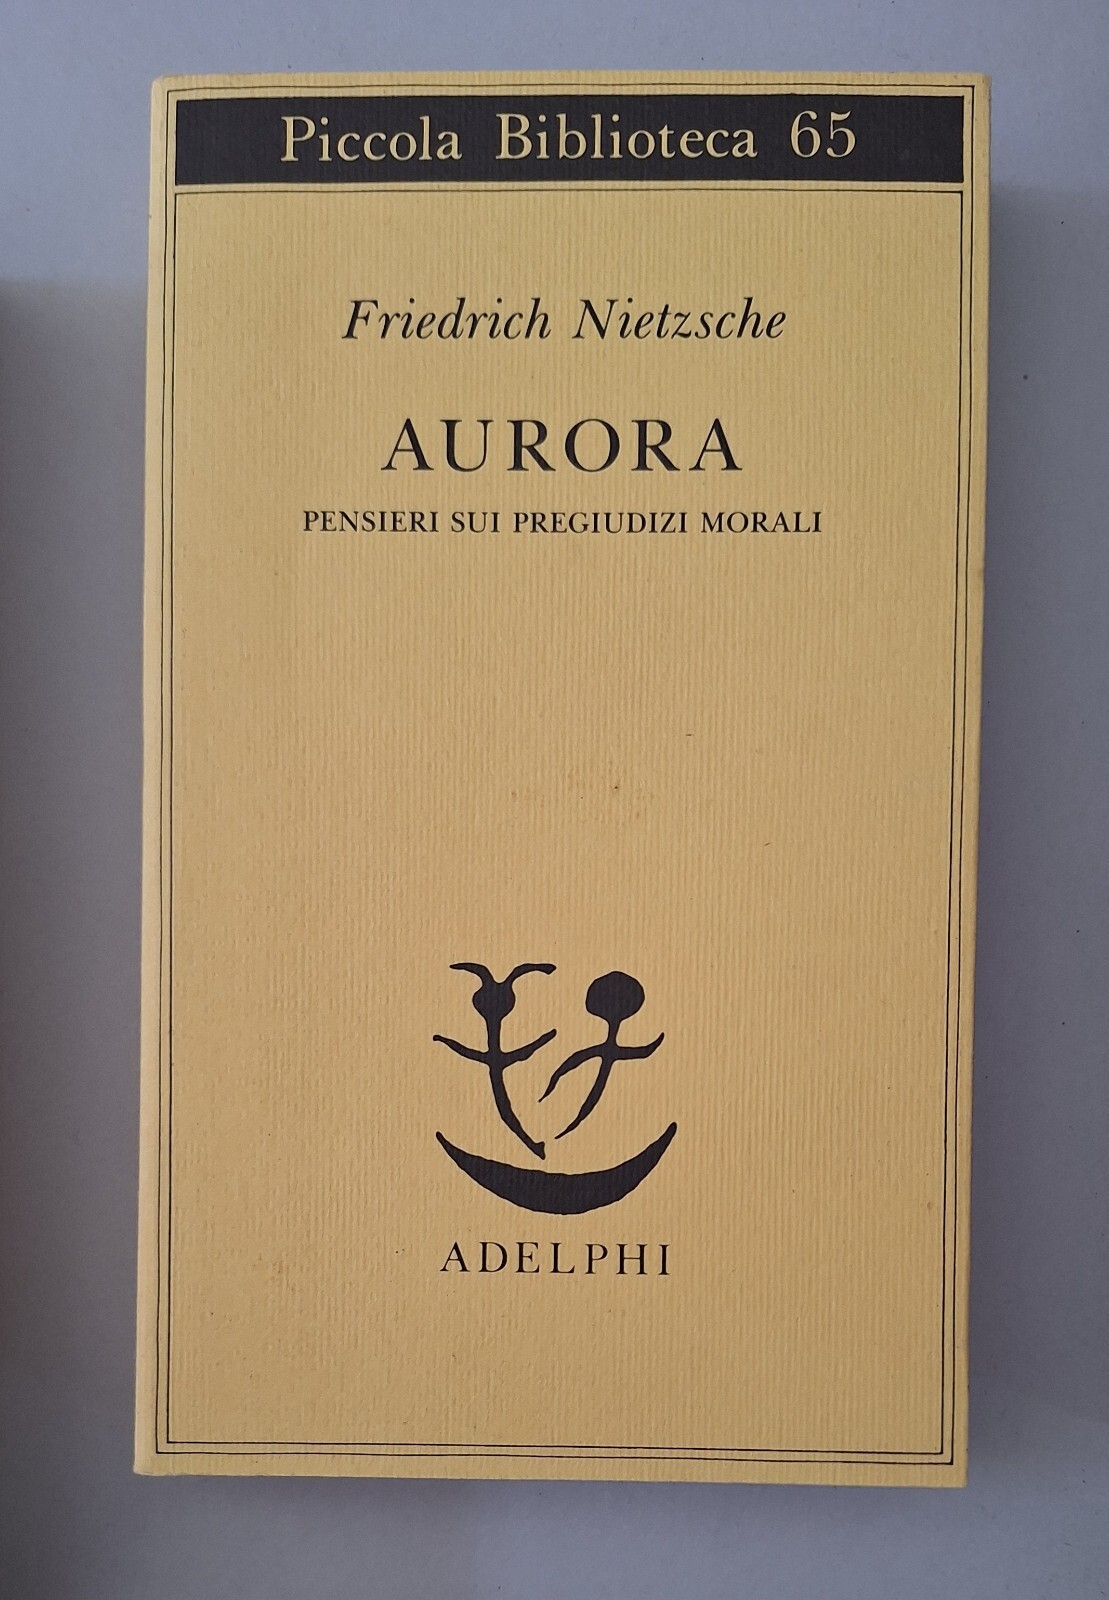 Piccola Biblioteca 65
Friedrich Nietzsche
AURORA
PENSIERI SUI PREGIUDIZI MORALI
ADELPHI